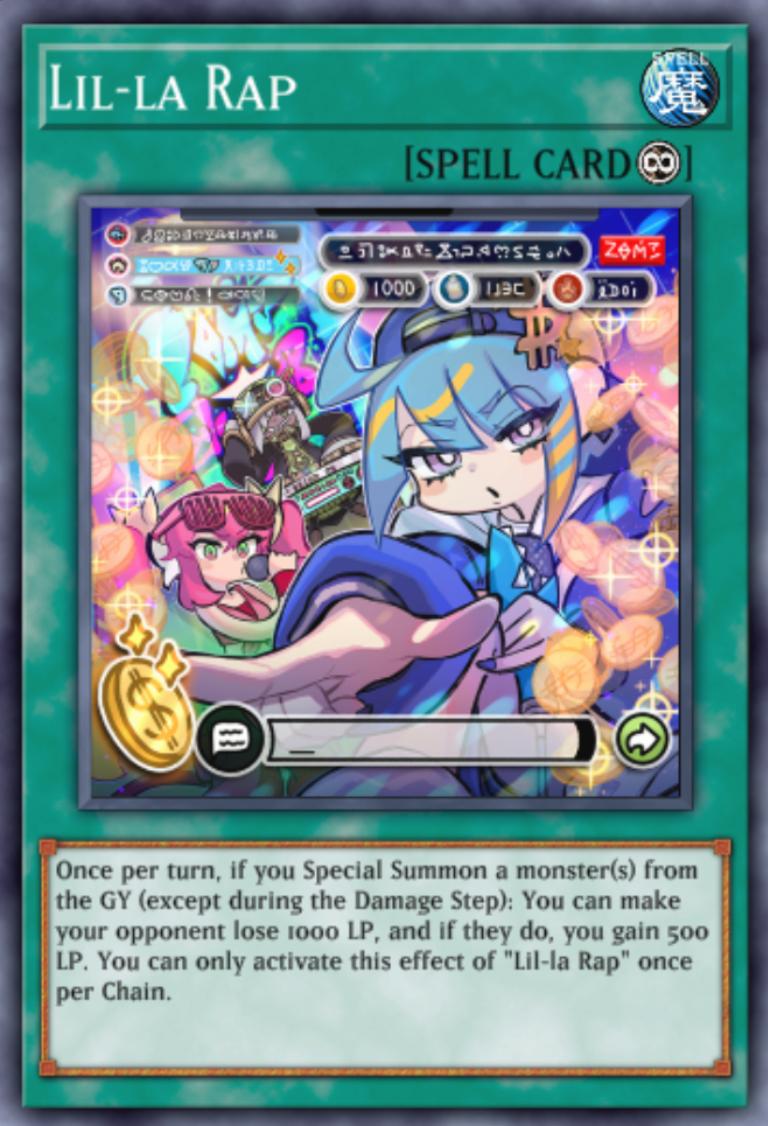 LIL-LA RAP
SPELL
魔
[SPELL CARD]
1000
Once per turn, if you Special Summon a monster(s) from
the GY (except during the Damage Step): You can make
your opponent lose 1000 LP, and if they do, you gain 500
LP. You can only activate this effect of "Lil-la Rap" once
per Chain.